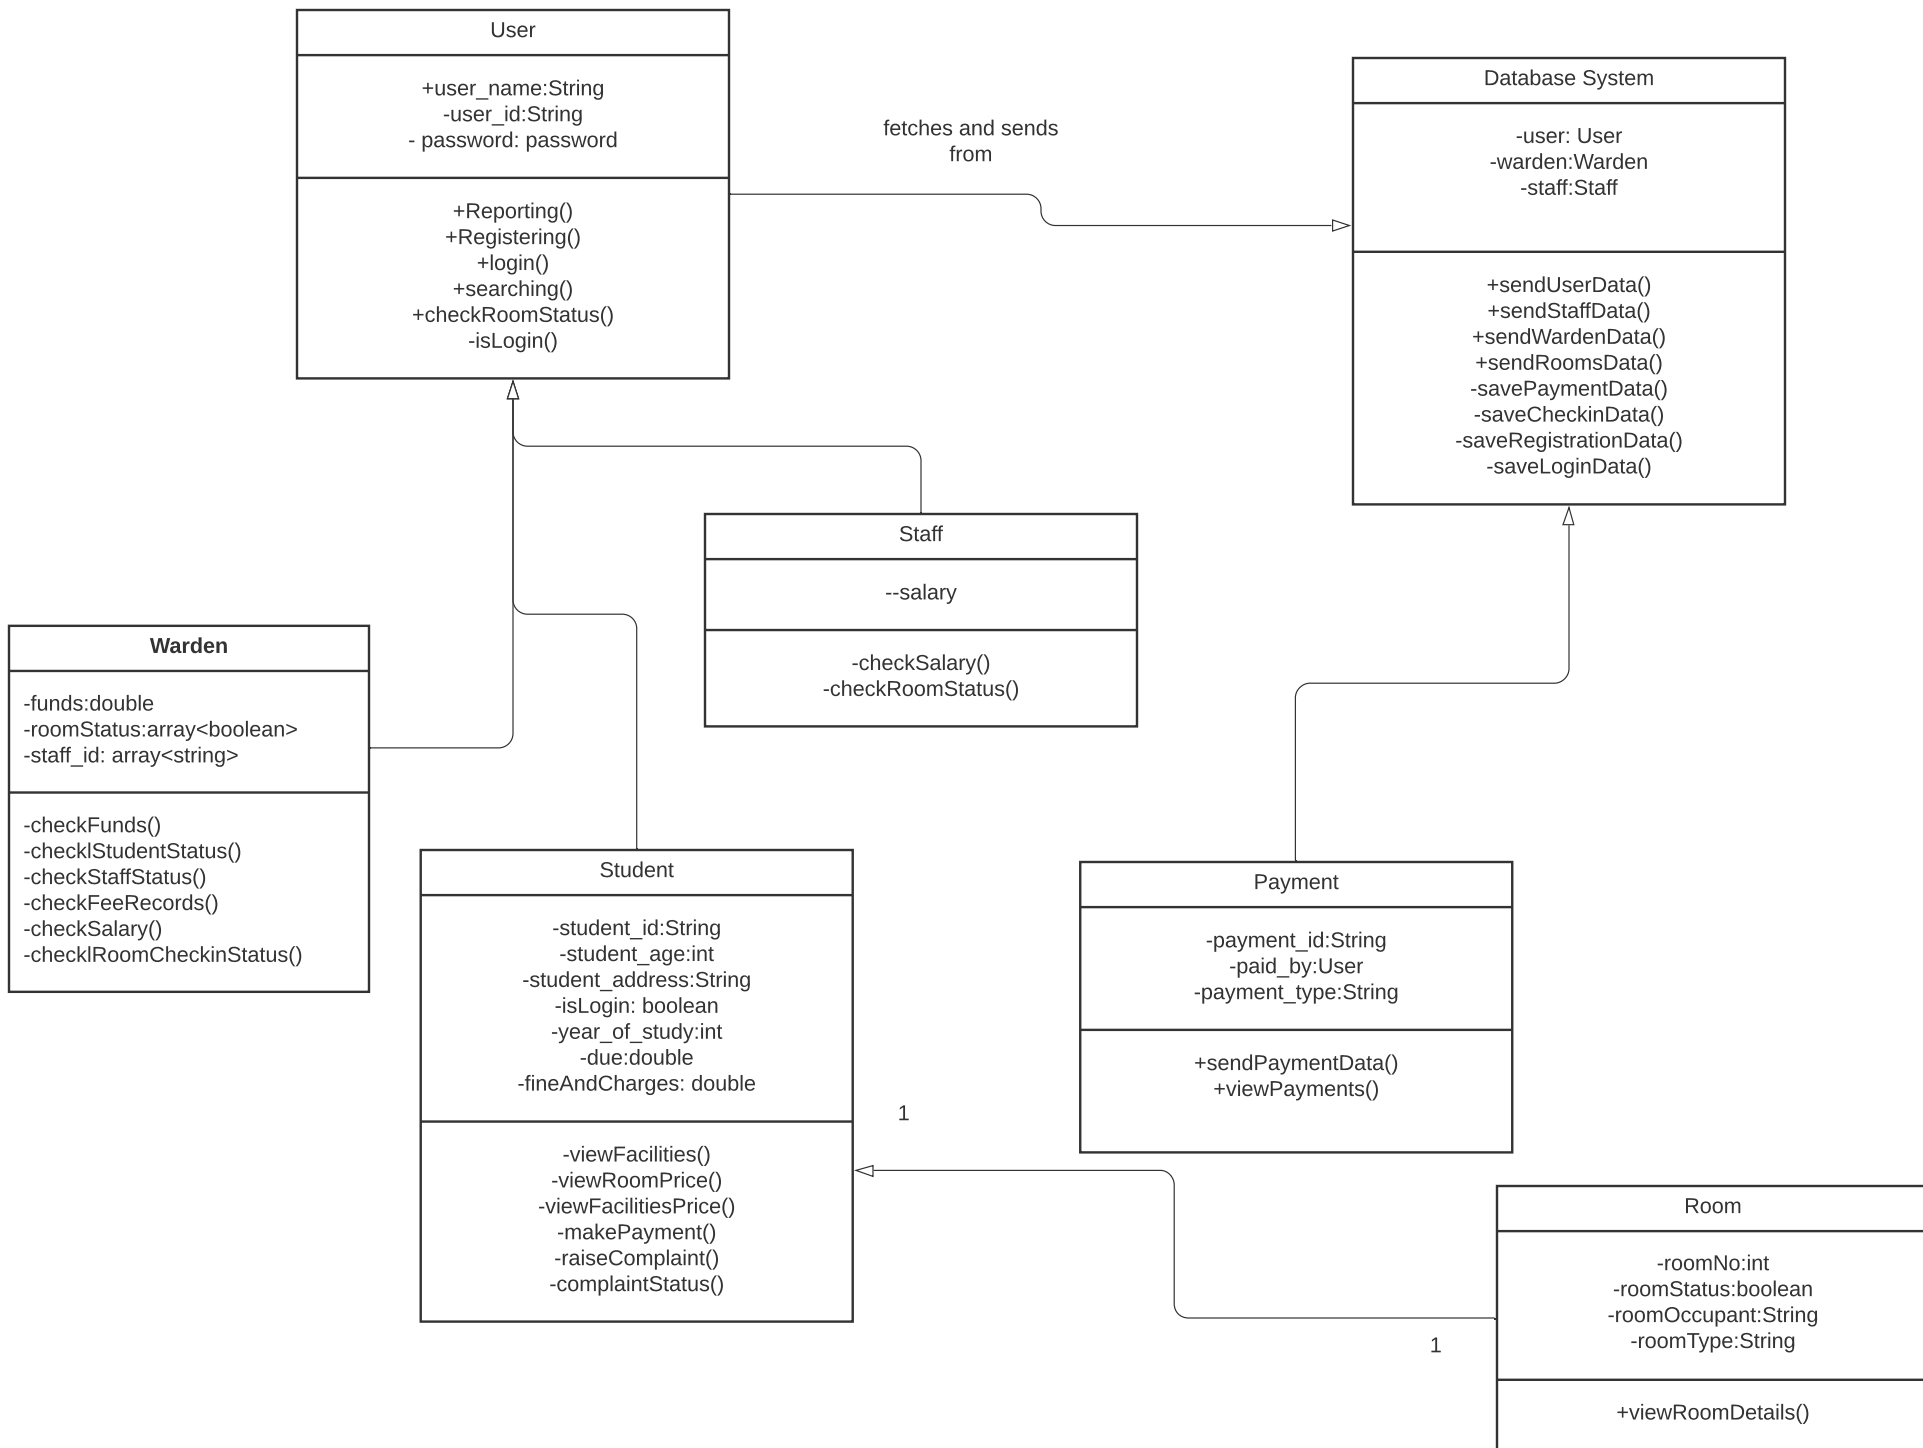 User
+user_name:String
-user_id:String
- password: password
+Reporting()
+Registering()
+login()
+searching()
+checkRoomStatus()
-isLogin()
fetches and sends
from
Database System
-user: User
-warden:Warden
-staff:Staff
+sendUserData()
+sendStaffData()
+sendWardenData()
+sendRoomsData()
-savePaymentData()
-saveCheckinData()
-saveRegistrationData()
-saveLoginData()
Staff
--salary
-checkSalary()
-checkRoomStatus()
Warden
-funds:double
-roomStatus:array<boolean>
-staff_id: array<string>
-checkFunds()
-checklStudentStatus()
-checkStaffStatus()
-checkFeeRecords()
-checkSalary()
-checklRoomCheckinStatus()
Student
-student_id:String
-student_age:int
-student_address:String
-isLogin: boolean
-year_of_study:int
-due:double
-fineAndCharges: double
-viewFacilities()
-viewRoomPrice()
-viewFacilitiesPrice()
-makePayment()
-raiseComplaint()
-complaintStatus()
1
Payment
-payment_id:String
-paid_by:User
-payment_type:String
+sendPaymentData()
+viewPayments()
1
Room
-roomNo:int
-roomStatus:boolean
-roomOccupant:String
-roomType:String
+viewRoomDetails()